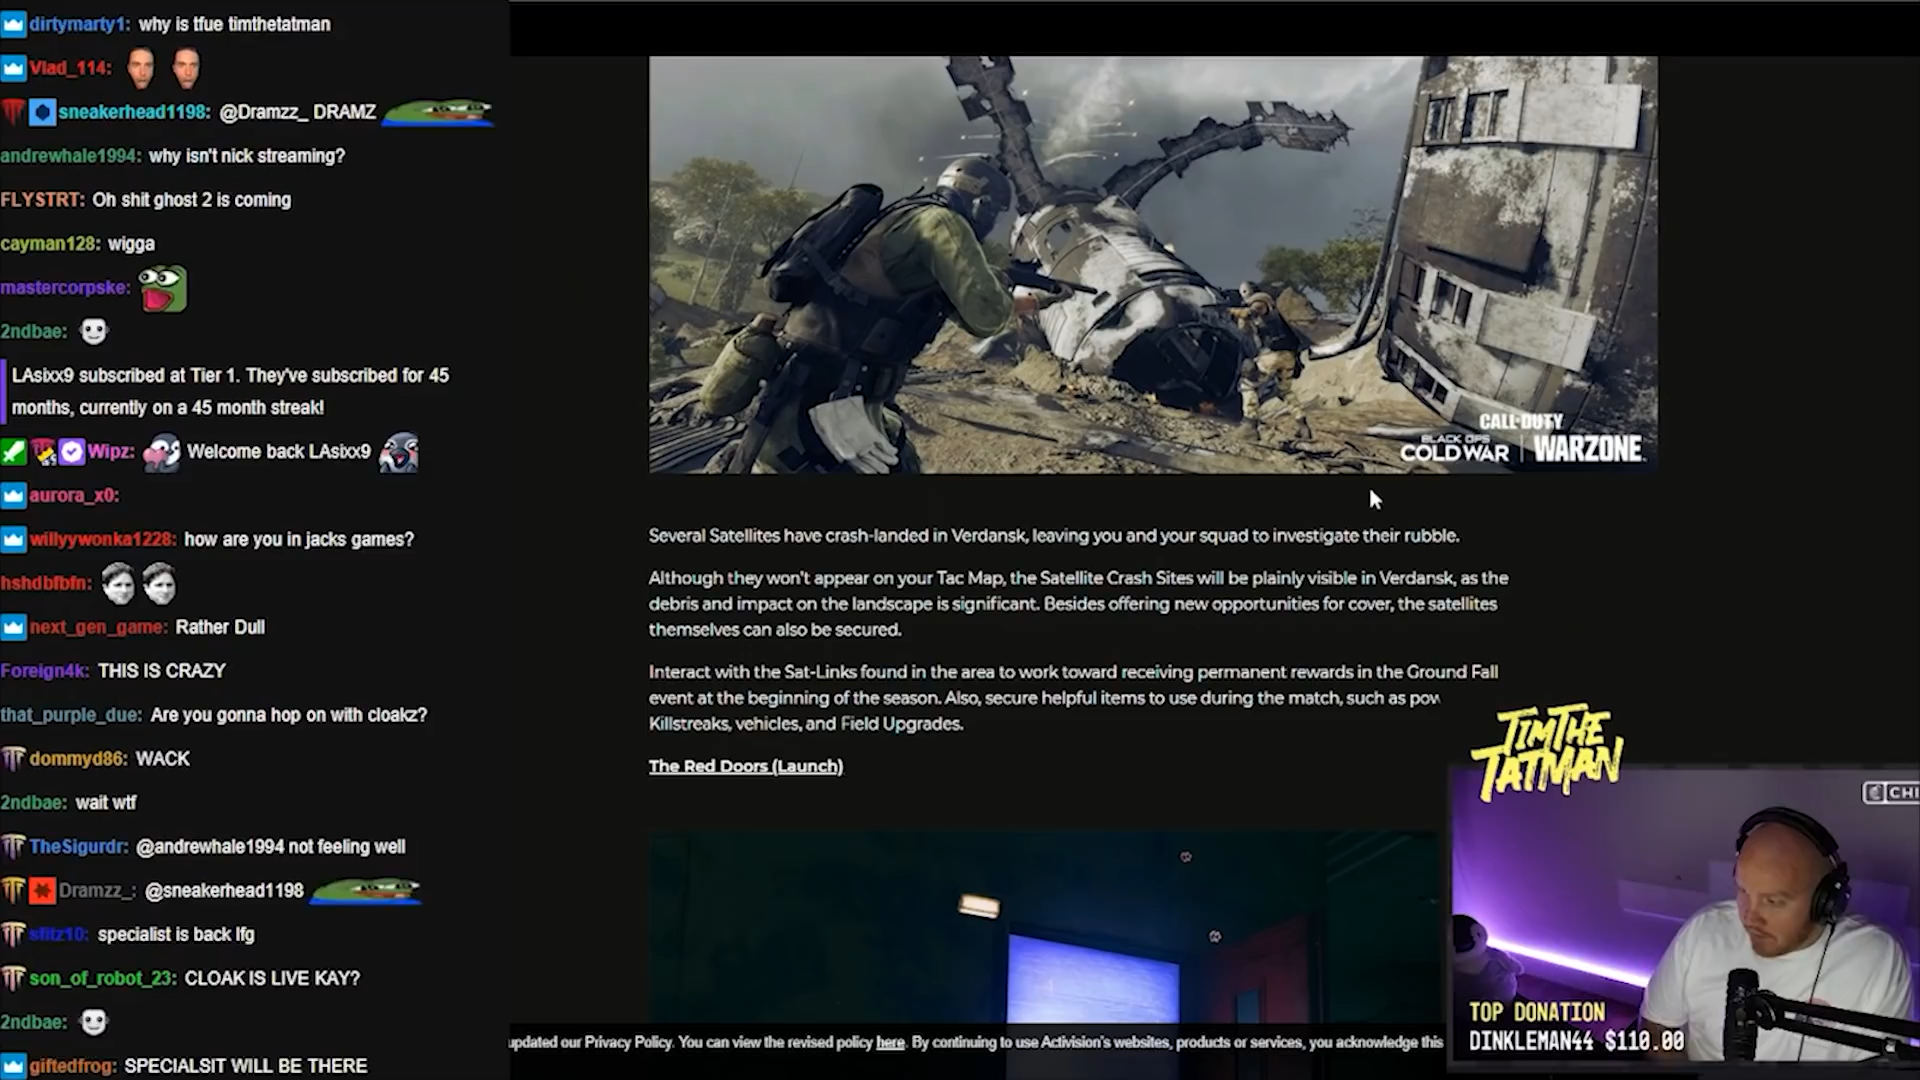 dirtymarty1: why is tfue timthetatman
Vlad_114:
sneakerhead1198: @Dramzz_ DRAMZ
andrewhale1994: why isn't nick streaming?
FLYSTRT: Oh shit ghost 2 is coming
cayman128: wigga
mastercorpske:
2ndbae:
LAsixx9 subscribed at Tier 1. They've subscribed for 45
months, currently on a 45 month streak!
Wipz: Welcome back LAsixx9
aurora_x0:
willyywonka1228: how are you in jacks games?
hshdbfbfn:
next_gen_game: Rather Dull
Foreign4k: THIS IS CRAZY
that_purple_due: Are you gonna hop on with cloakz?
dommyd86: WACK
2ndbae: wait wtf
TheSigurdr: @andrewhale1994 not feeling well
Dramzz_: @sneakerhead1198
sfitz10: specialist is back lfg
son_of_robot_23: CLOAK IS LIVE KAY?
2ndbae:
giftedfrog: SPECIALSIT WILL BE THERE
CALL OF DUTY
BLACK OPS
COLD WAR | WARZONE
Several Satellites have crash-landed in Verdansk, leaving you and your squad to investigate their rubble.
Although they won't appear on your Tac Map, the Satellite Crash Sites will be plainly visible in Verdansk, as the
debris and impact on the landscape is significant. Besides offering new opportunities for cover, the satellites
themselves can also be secured.
Interact with the Sat-Links found in the area to work toward receiving permanent rewards in the Ground Fall
event at the beginning of the season. Also, secure helpful items to use during the match, such as pow
Killstreaks, vehicles, and Field Upgrades.
The Red Doors (Launch)
TIMTHE
TATMAN
CHI
TOP DONATION
DINKLEMAN44 $110.00
updated our Privacy Policy. You can view the revised policy here. By continuing to use Activision's websites, products or services, you acknowledge this